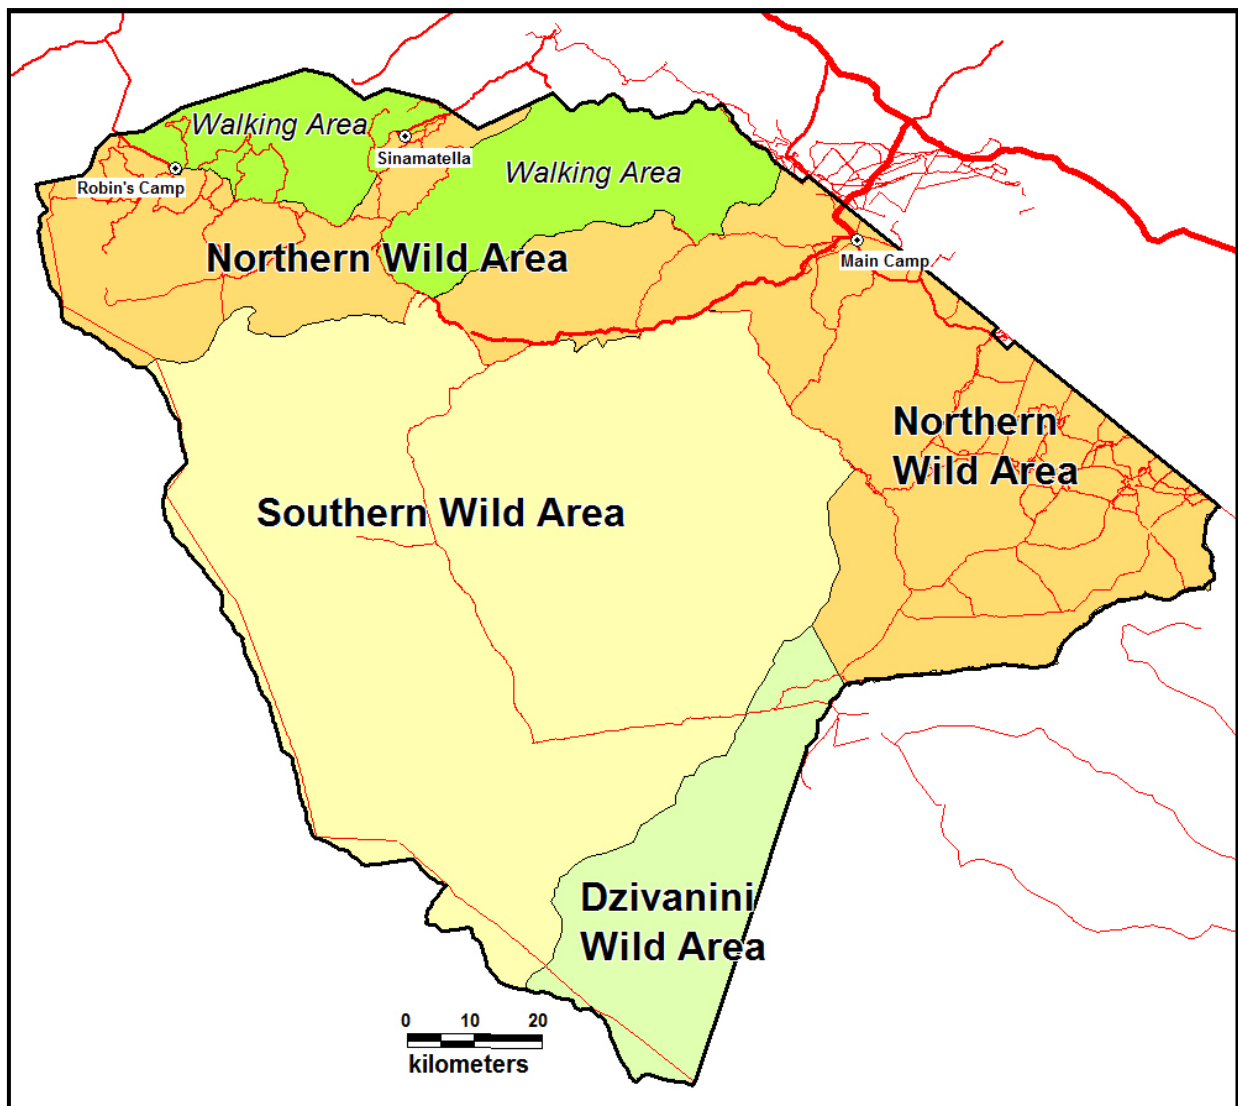 Walking Area
Sinamatella
Walking Area
Robin's Camp
Northern Wild Area
Main Camp
Northern
Wild Area
Southern Wild Area
Dzivanini
Wild Area
0 10 20
kilometers